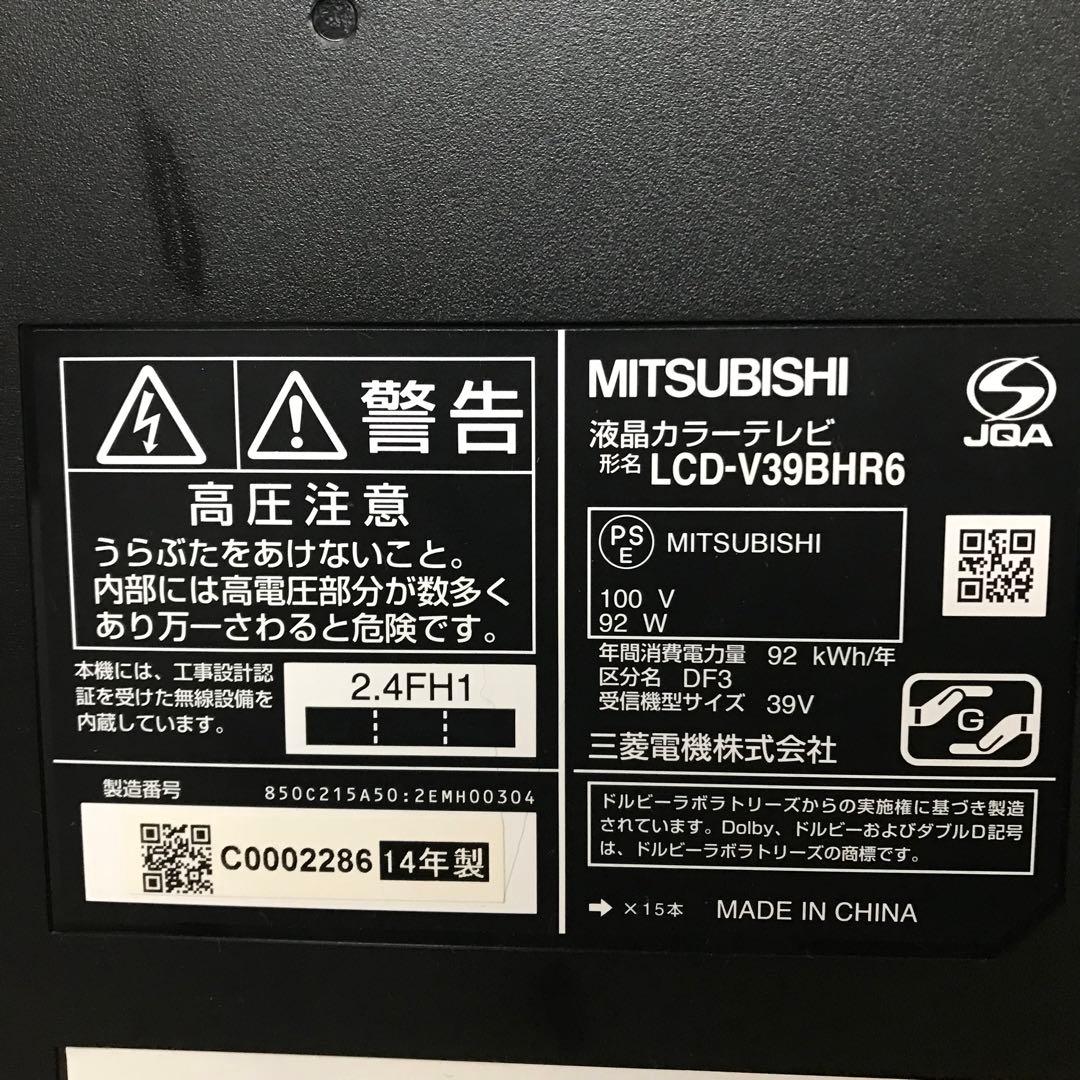 警告
高圧注意
うらぶたをあけないこと。
内部には高電圧部分が数多く
あり万一さわると危険です。
本機には、工事設計認
証を受けた無線設備を
内蔵しています。
2.4FH1
製造番号
850C215A50:2EMH00304
C0002286 14年製
MITSUBISHI
JQA
液晶カラーテレビ
形名 LCD-V39BHR6
PS
E
MITSUBISHI
100 V
92 W
年間消費電力量 92 kWh/年
区分名 DF3
受信機型サイズ 39V
G
三菱電機株式会社
ドルビーラボラトリーズからの実施権に基づき製造
されています。Dolby、ドルビーおよびダブルD記号
は、ドルビーラボラトリーズの商標です。
➡ ×15本 MADE IN CHINA